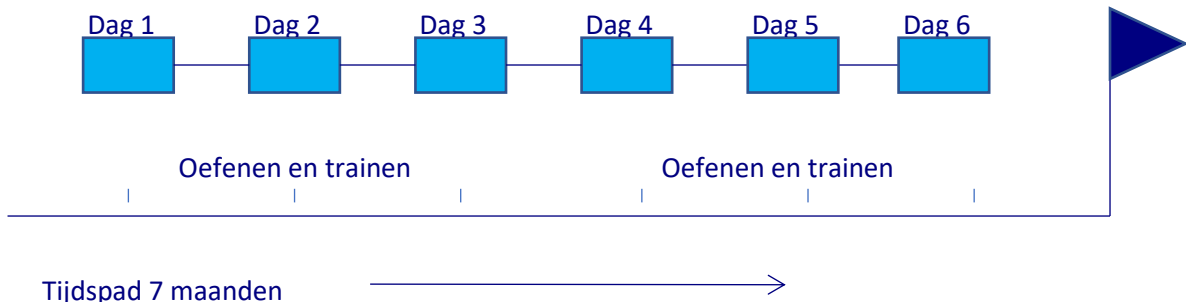 Dag 1 Dag 2 Dag 3 Dag 4 Dag 5 Dag 6
Oefenen en trainen Oefenen en trainen
Tijdspad 7 maanden